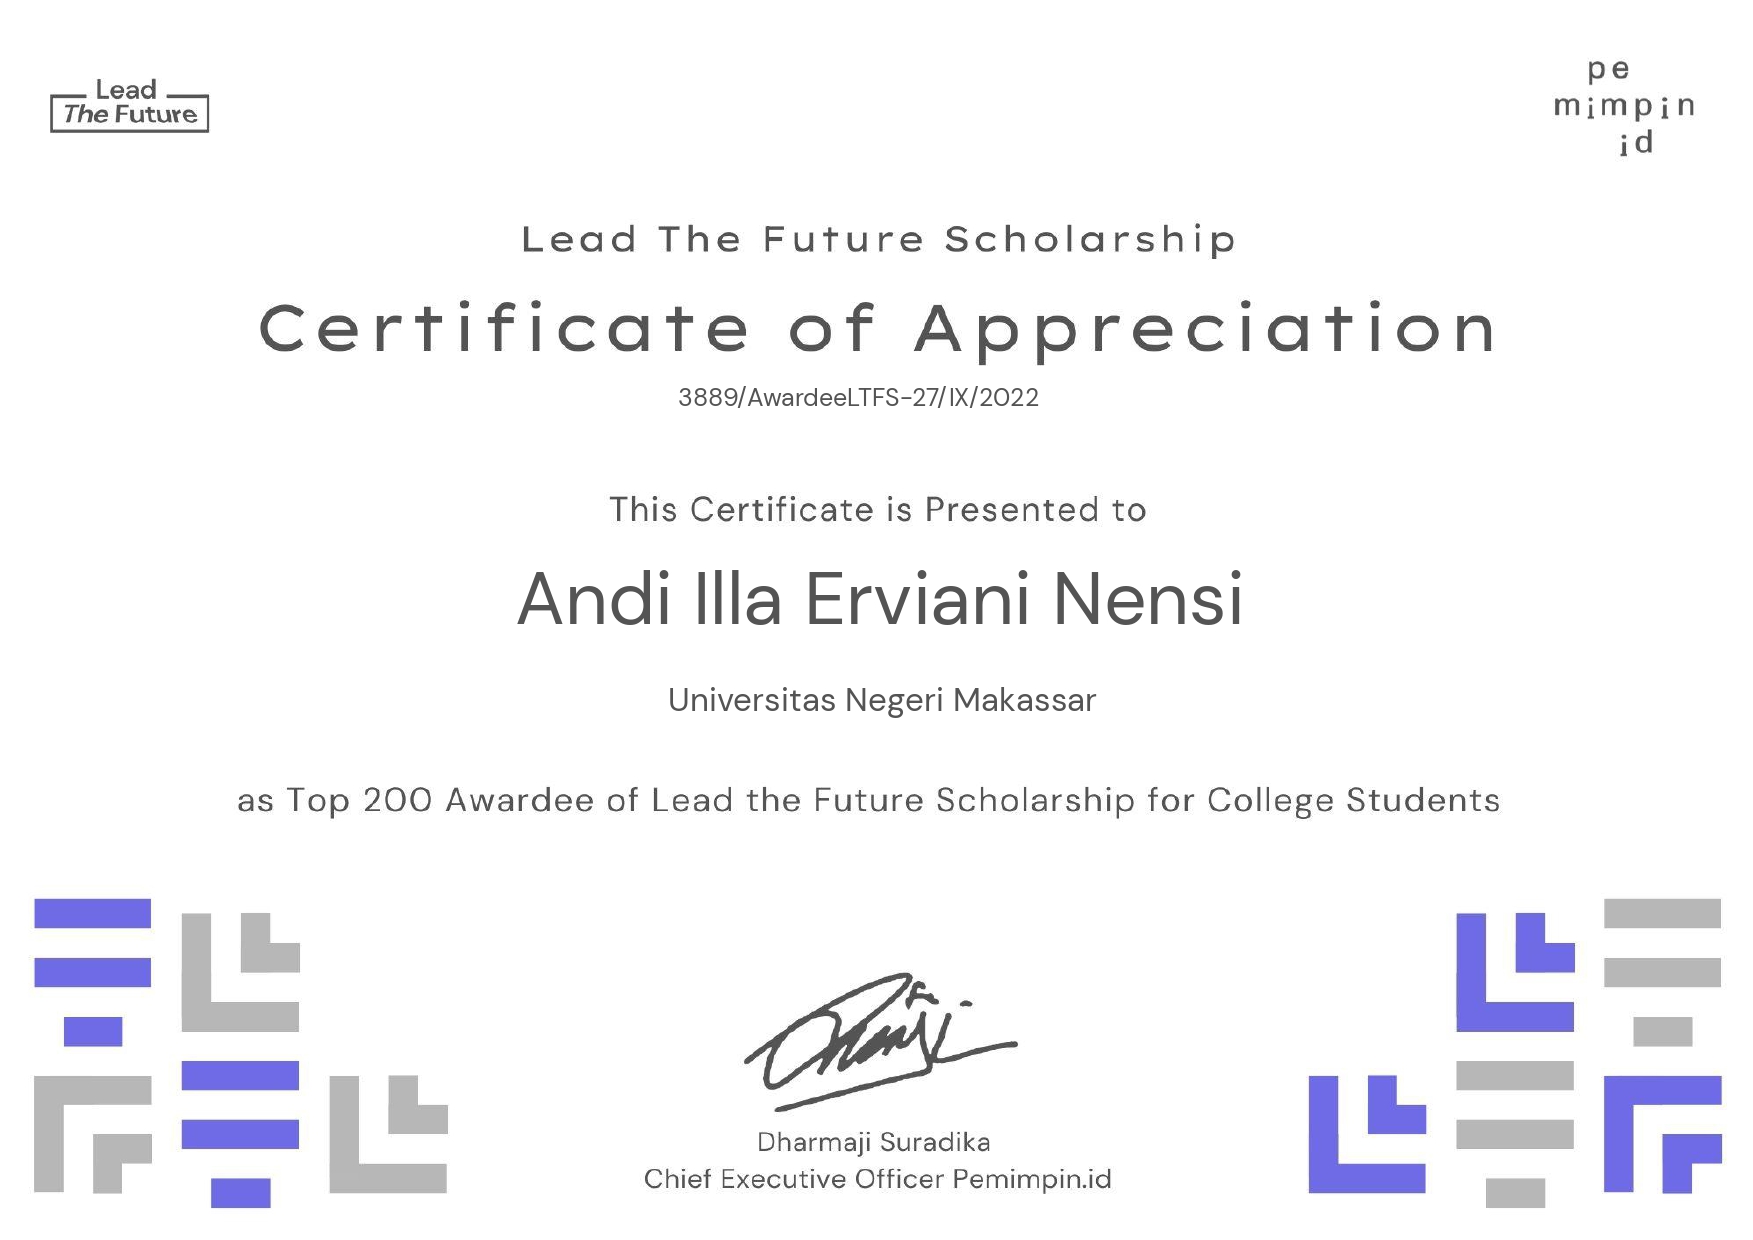 Lead
The Future
pe
mimpin
id
Lead The Future Scholarship
Certificate of Appreciation
3889/AwardeeLTFS-27/IX/2022
This Certificate is Presented to
Andi Illa Erviani Nensi
Universitas Negeri Makassar
as Top 200 Awardee of Lead the Future Scholarship for College Students
Dharmaji Suradika
Chief Executive Officer Pemimpin.id